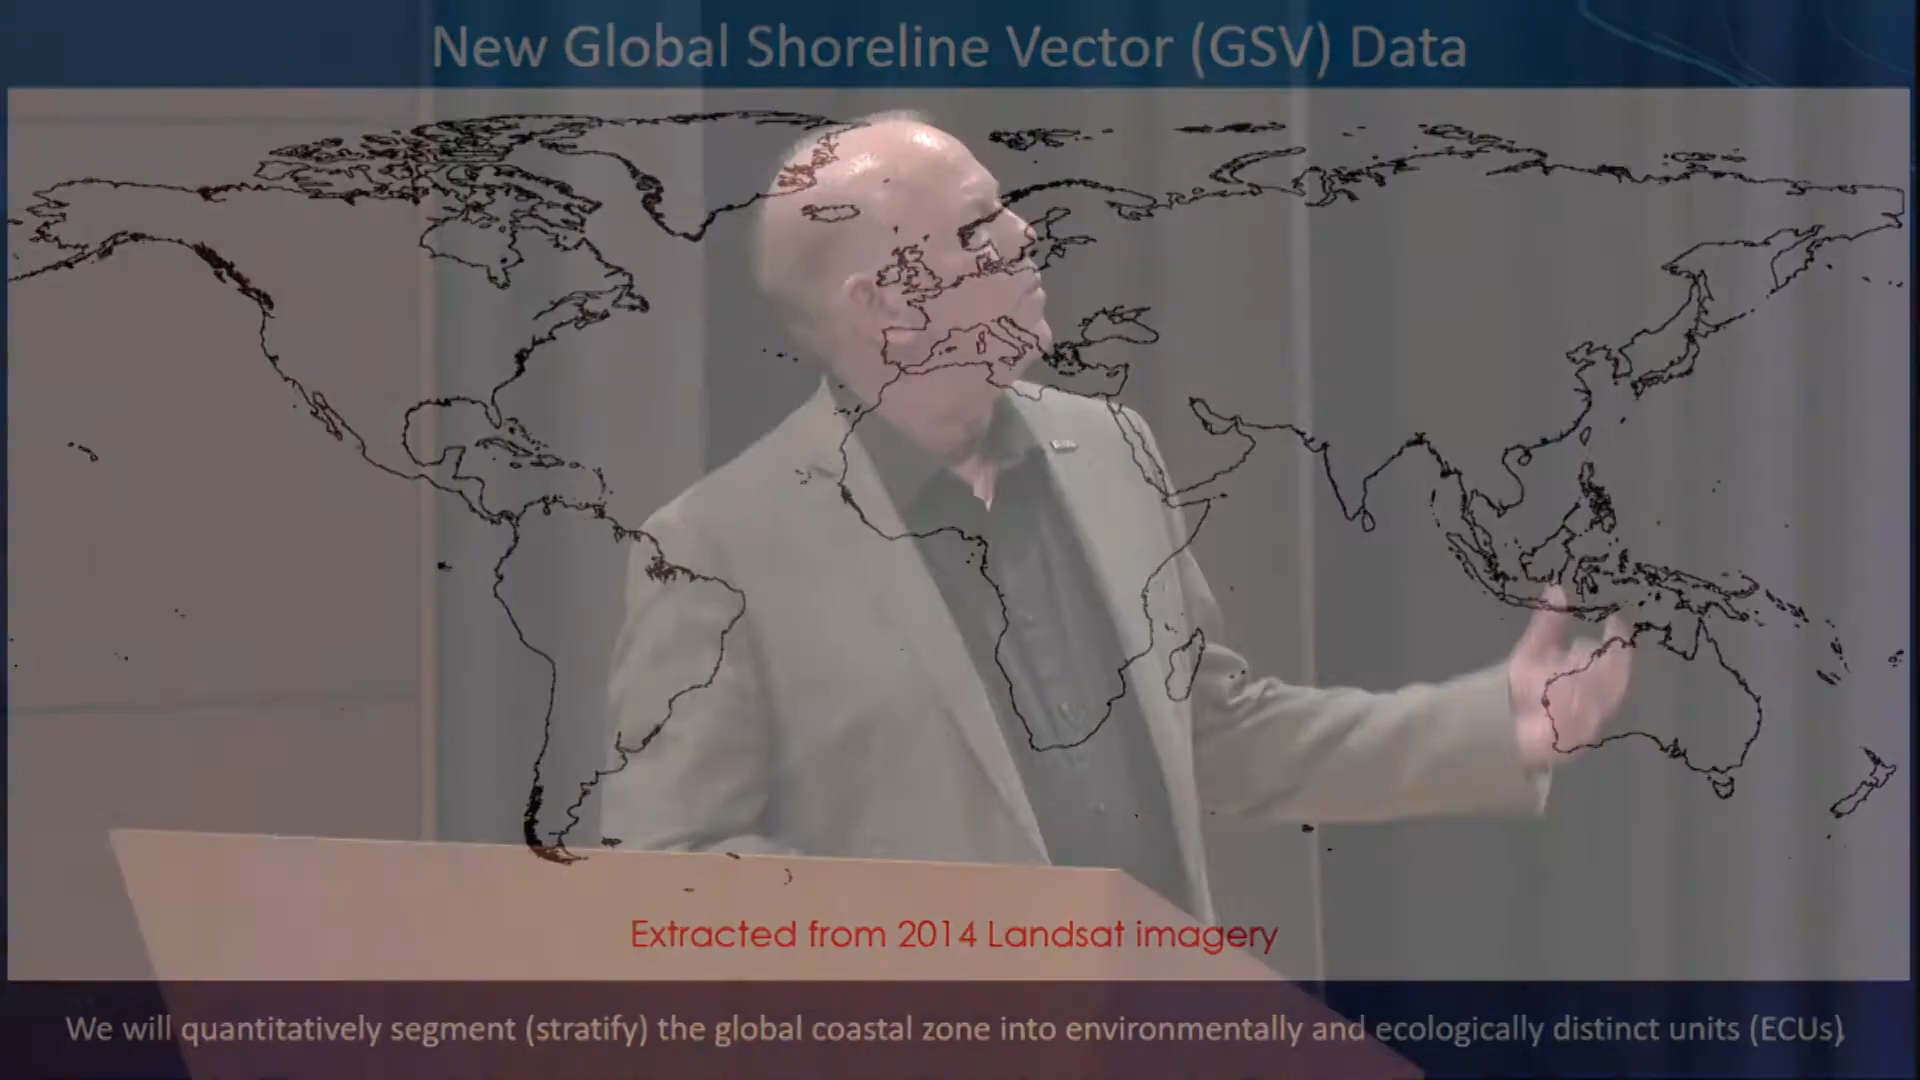 New Global Shoreline Vector (GSV) Data
Extracted from 2014 Landsat imagery
We will quantitatively segment (stratify) the global coastal zone into environmentally and ecologically distinct units (ECUs)